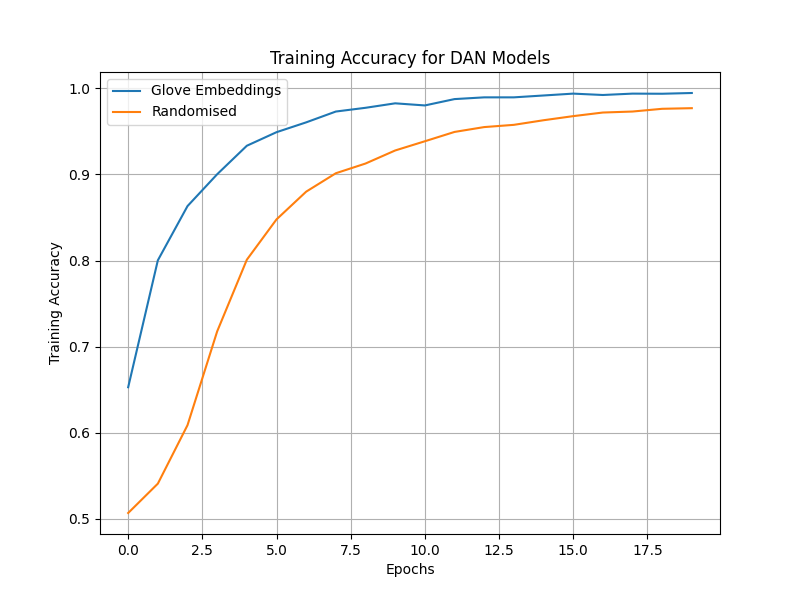 Training Accuracy for DAN Models
Glove Embeddings
Randomised
Training Accuracy
1.0
0.9
0.8
0.7
0.6
0.5
0.0 2.5 5.0 7.5 10.0 12.5 15.0 17.5
Epochs